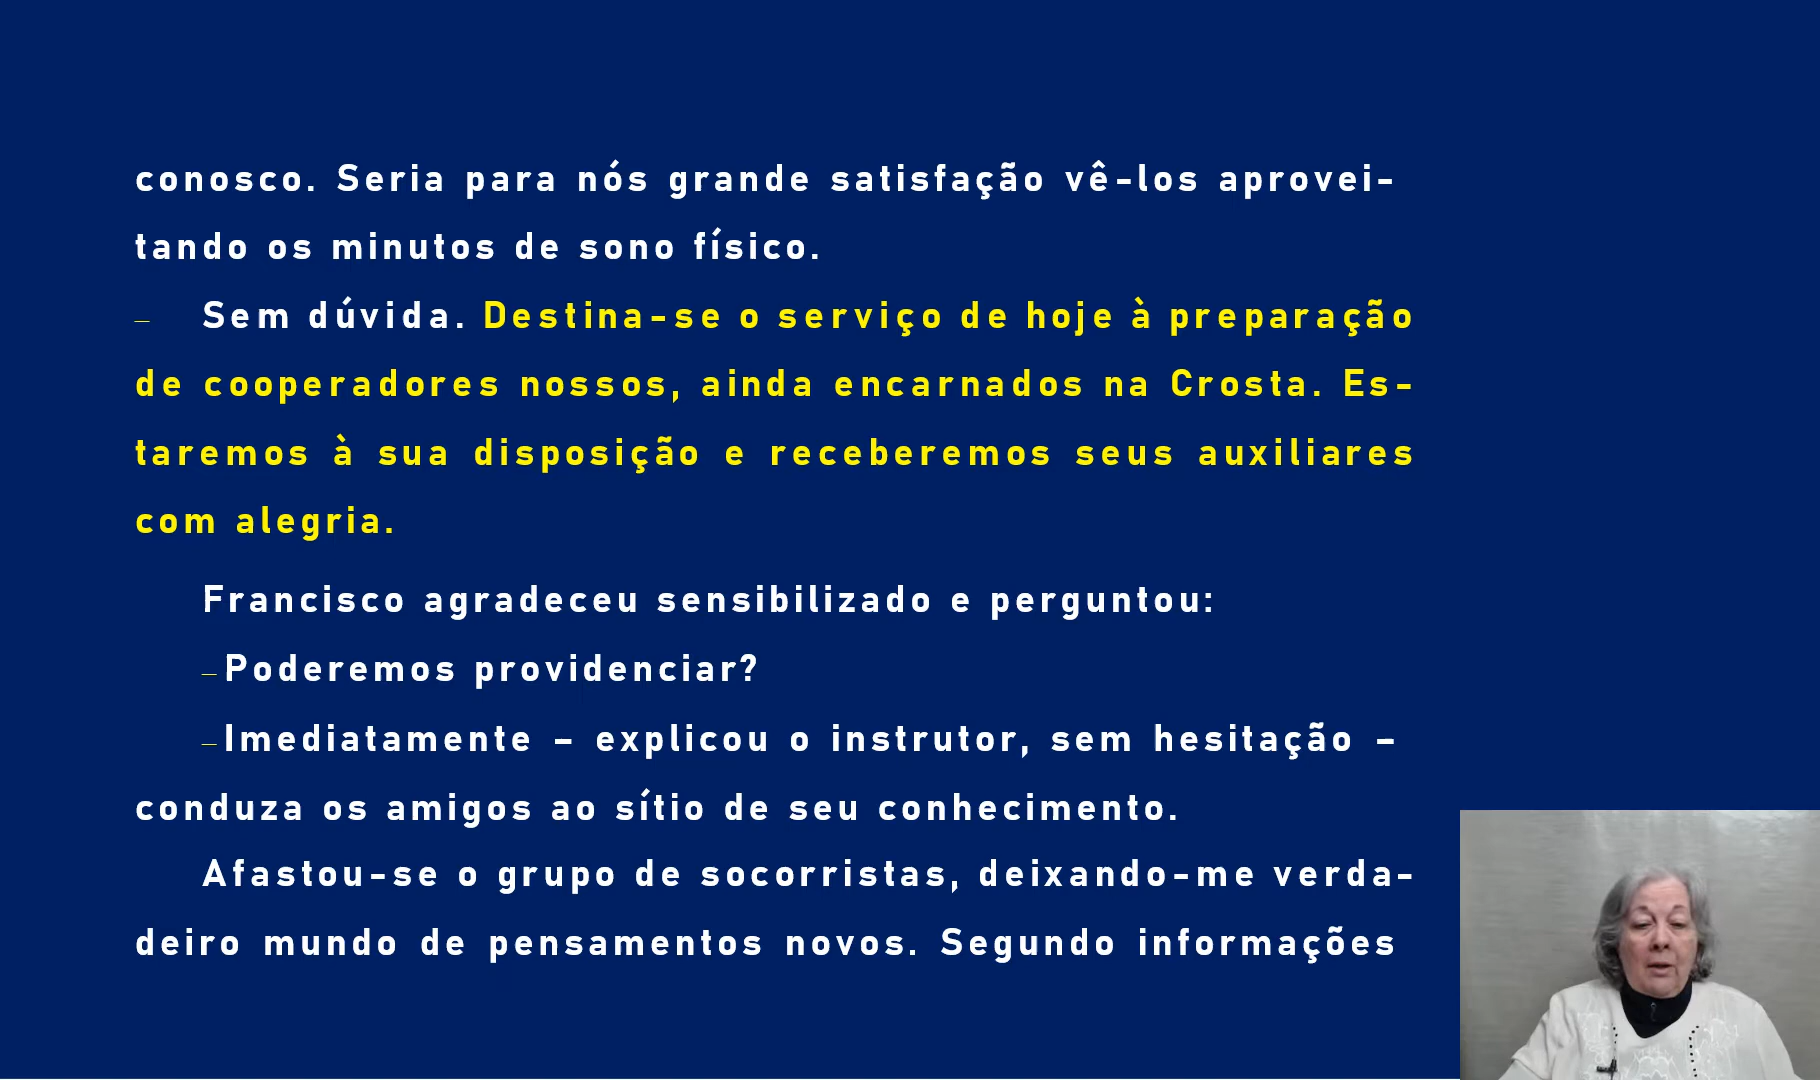 conosco. Seria para nós grande satisfação vê-los aprovei-
tando os minutos de sono físico.
– Sem dúvida. Destina-se o serviço de hoje à preparação
de cooperadores nossos, ainda encarnados na Crosta. Es-
taremos à sua disposição e receberemos seus auxiliares
com alegria.
Francisco agradeceu sensibilizado e perguntou:
– Poderemos providenciar?
– Imediatamente – explicou o instrutor, sem hesitação –
conduza os amigos ao sítio de seu conhecimento.
Afastou-se o grupo de socorristas, deixando-me verda-
deiro mundo de pensamentos novos. Segundo informações